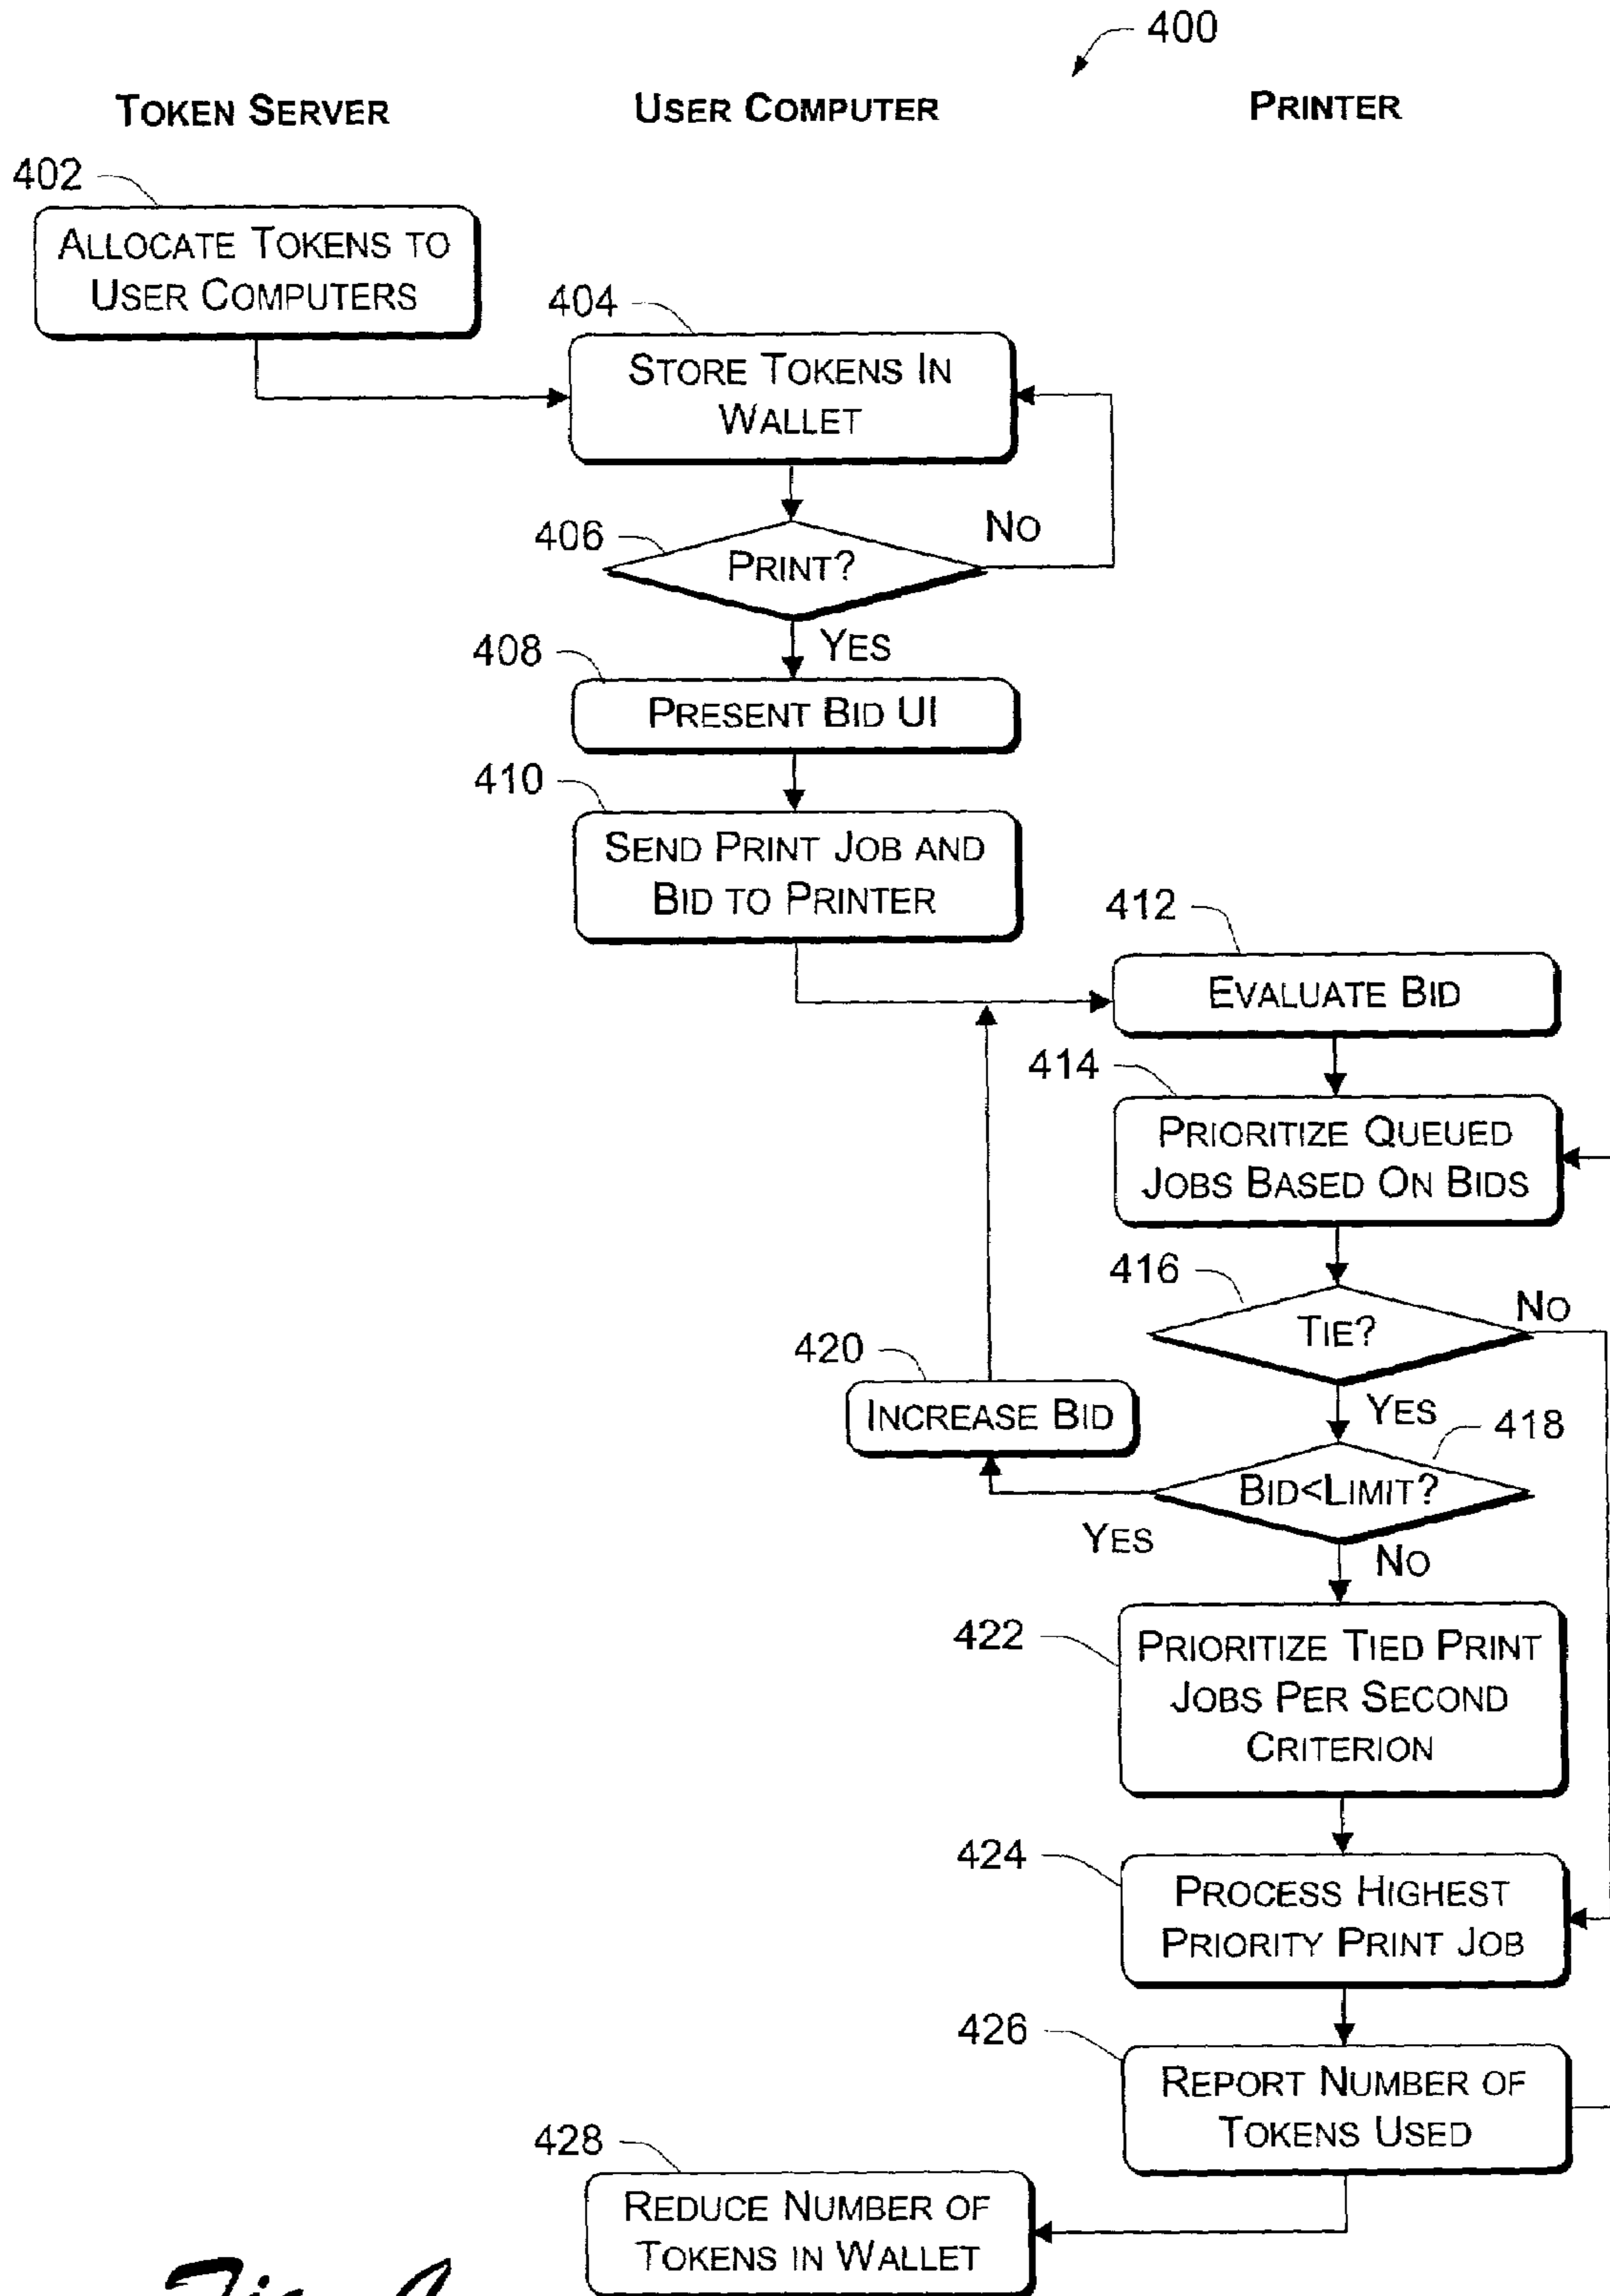 400
TOKEN SERVER
USER COMPUTER
PRINTER
402
ALLOCATE TOKENS TO
USER COMPUTERS
404
STORE TOKENS IN
WALLET
406
PRINT?
NO
YES
408
PRESENT BID UI
410
SEND PRINT JOB AND
BID TO PRINTER
412
EVALUATE BID
414
PRIORITIZE QUEUED
JOBS BASED ON BIDS
416
TIE?
NO
YES
418
BID<LIMIT?
YES
NO
420
INCREASE BID
422
PRIORITIZE TIED PRINT
JOBS PER SECOND
CRITERION
424
PROCESS HIGHEST
PRIORITY PRINT JOB
426
REPORT NUMBER OF
TOKENS USED
428
REDUCE NUMBER OF
TOKENS IN WALLET